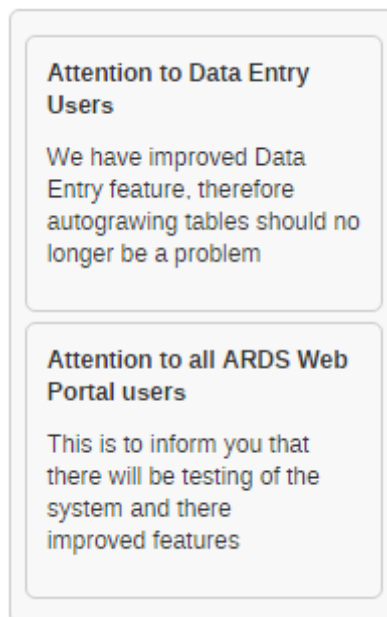 Attention to Data Entry
Users
We have improved Data
Entry feature, therefore
autograwing tables should no
longer be a problem
Attention to all ARDS Web
Portal users
This is to inform you that
there will be testing of the
system and there
improved features